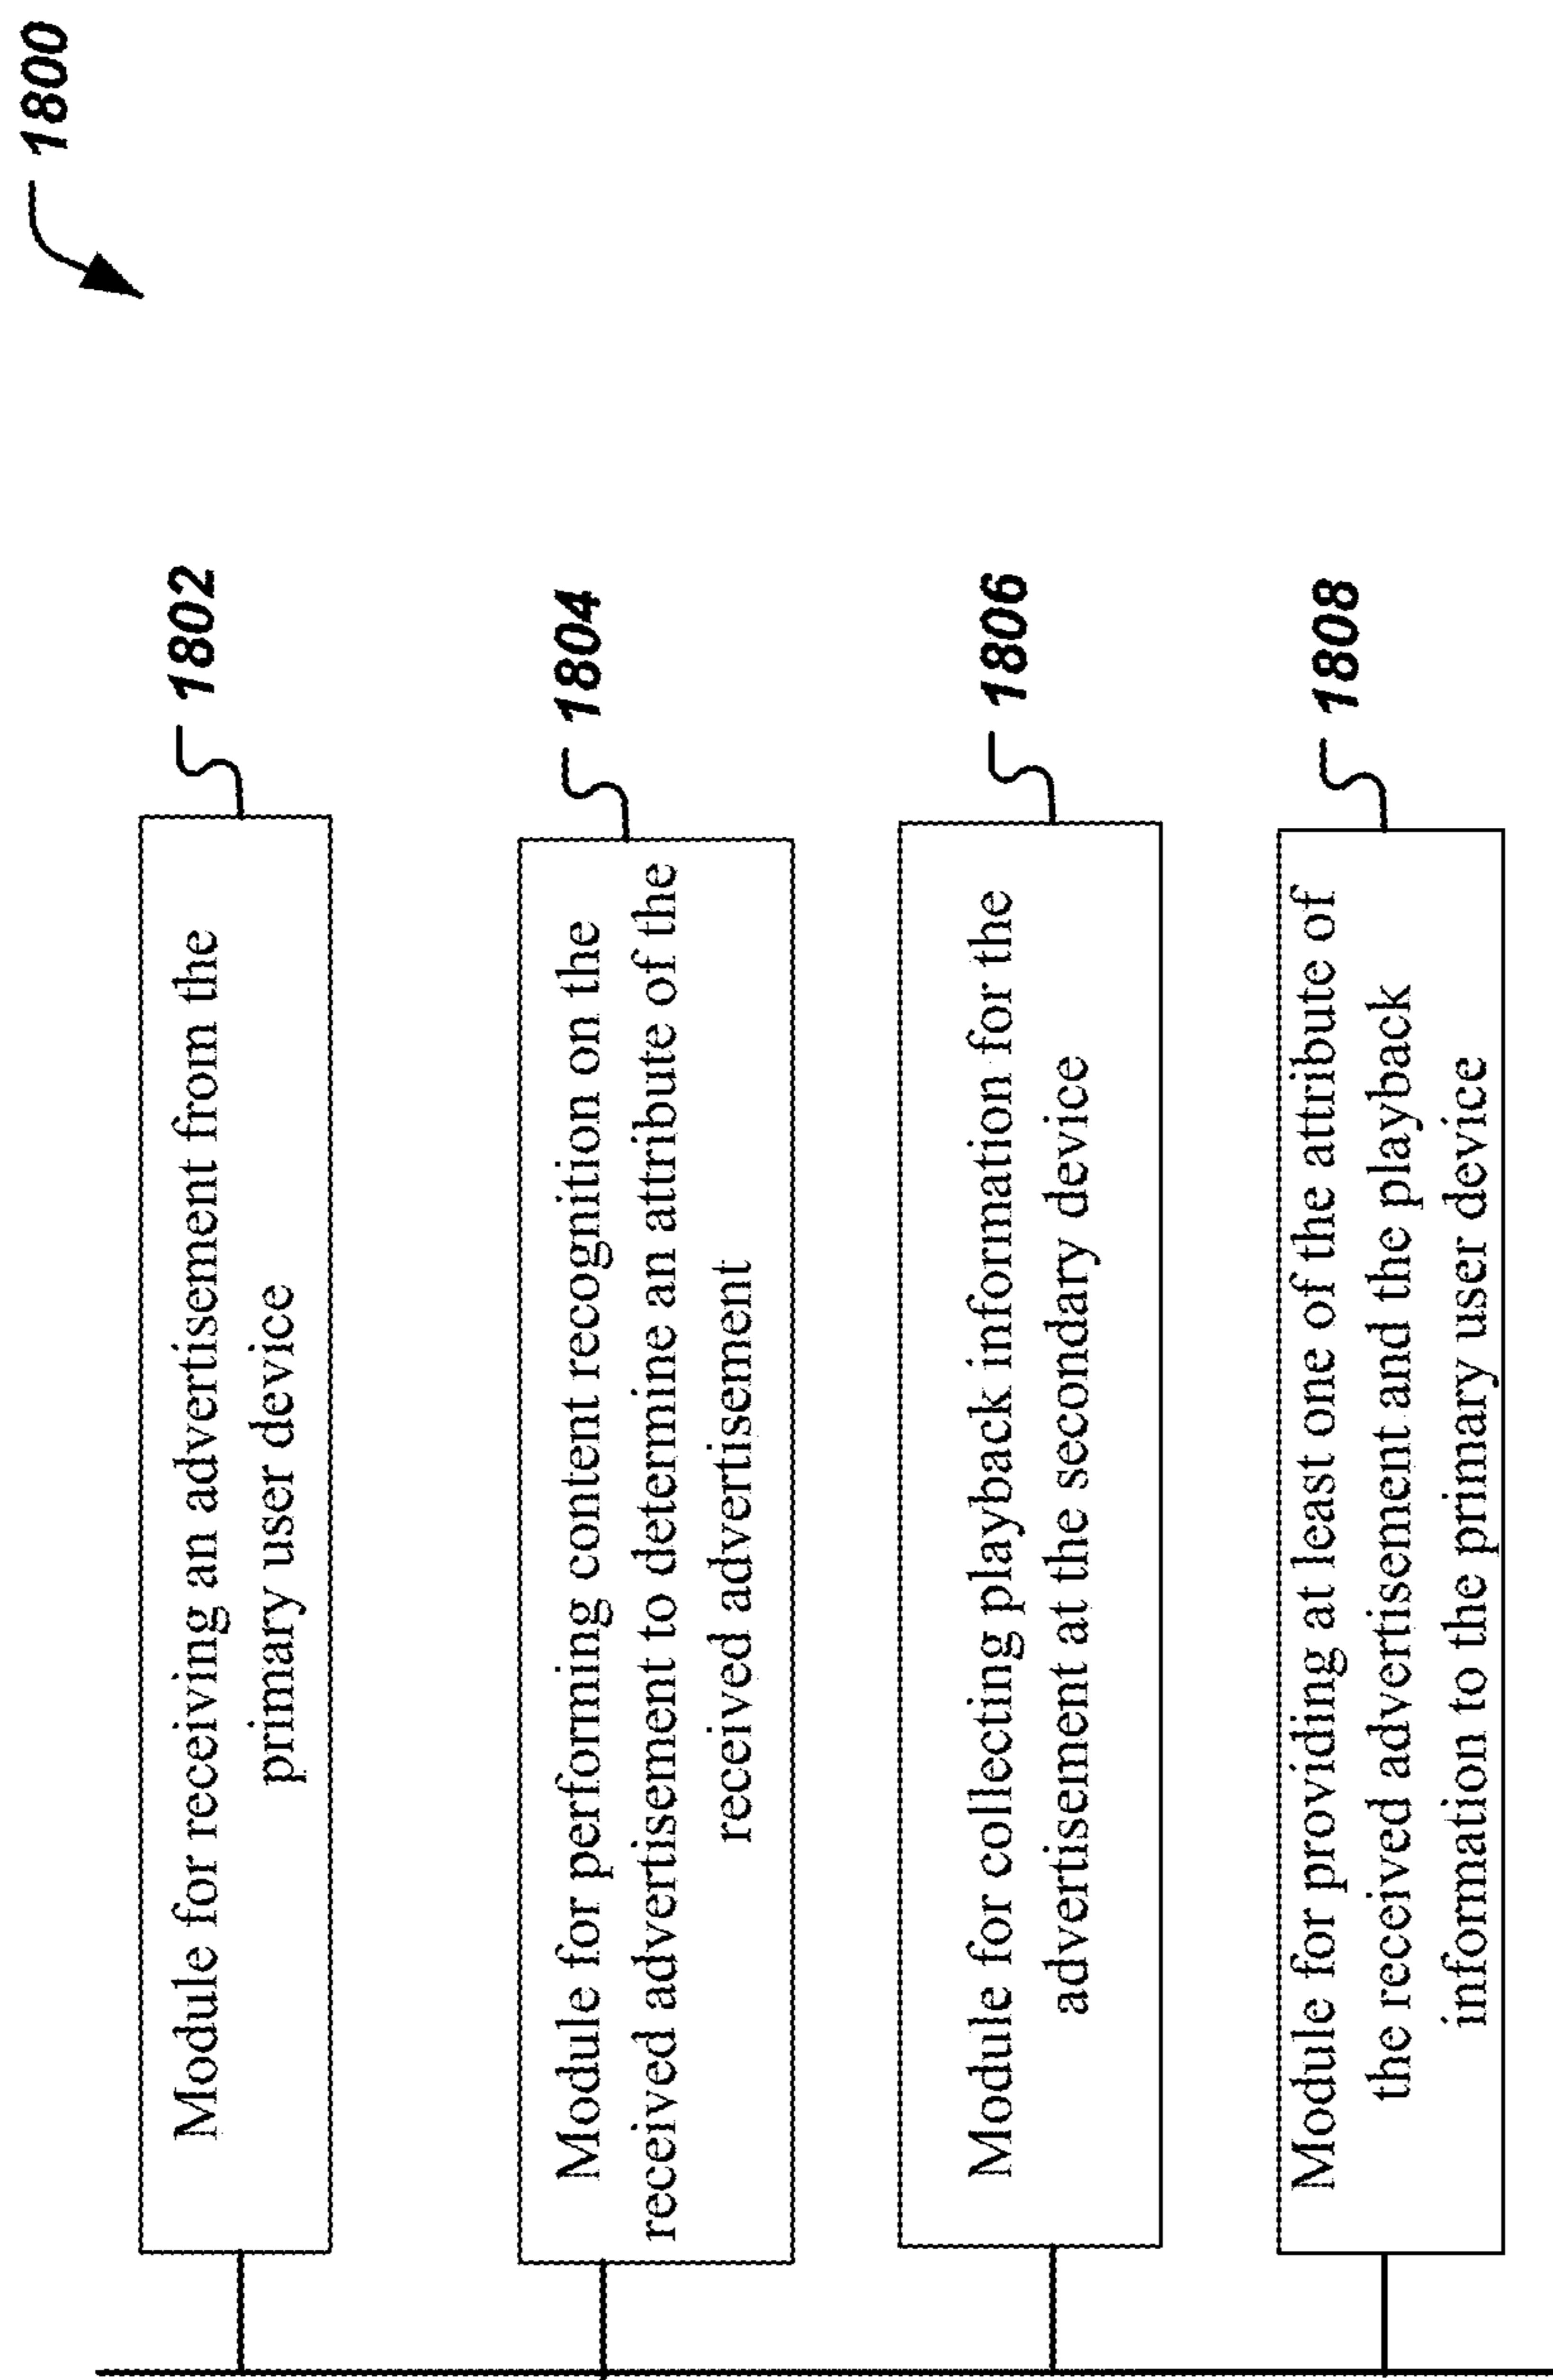 1800
Module for receiving an advertisement from the
primary user device
1802
Module for performing content recognition on the
received advertisement to determine an attribute of the
received advertisement
1804
Module for collecting playback information for the
advertisement at the secondary device
1806
Module for providing at least one of the attribute of
the received advertisement and the playback
information to the primary user device
1808